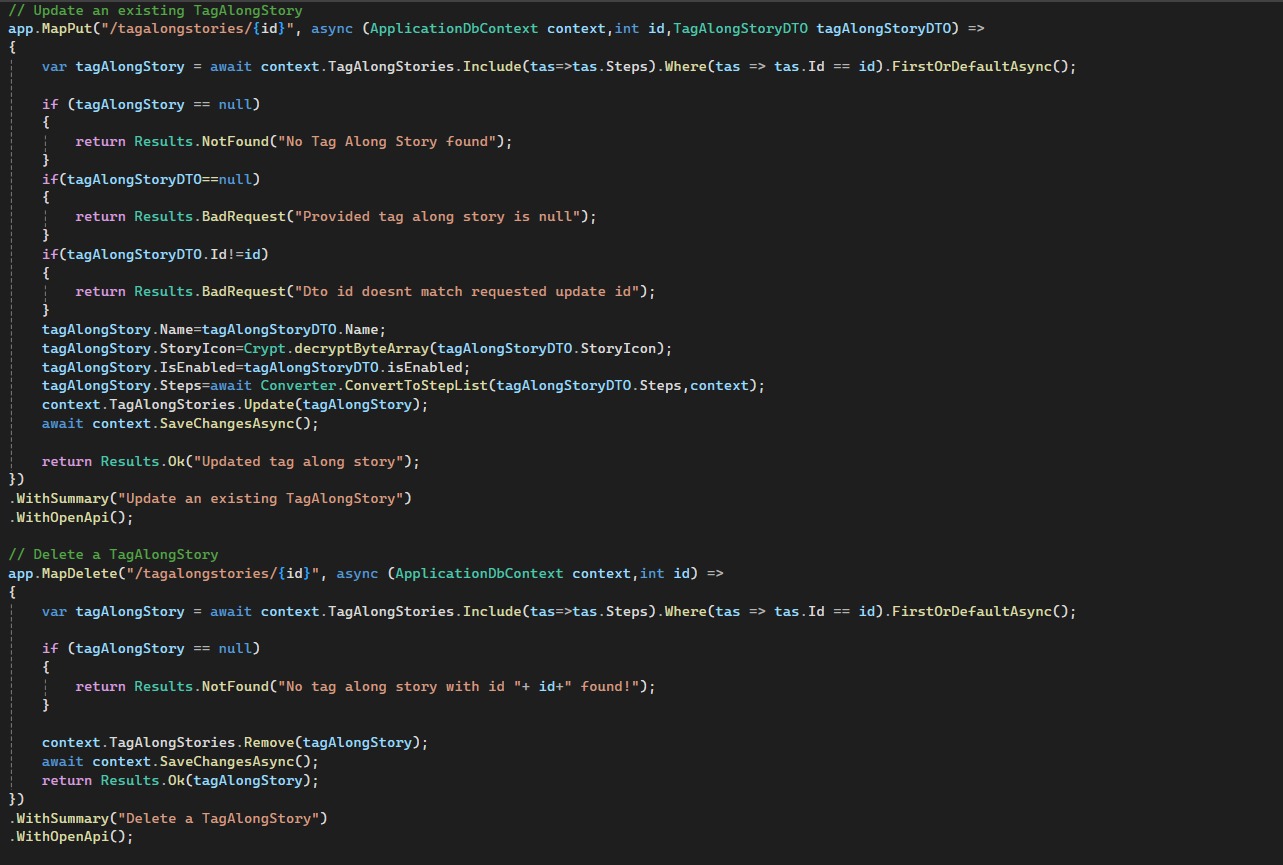 // Update an existing TagAlongStory
app.MapPut("/tagalongstories/{id}", async (ApplicationDbContext context,int id,TagAlongStoryDTO tagAlongStoryDTO) =>
{
    var tagAlongStory = await context.TagAlongStories.Include(tas=>tas.Steps).Where(tas => tas.Id == id).FirstOrDefaultAsync();

    if (tagAlongStory == null)
    {
        return Results.NotFound("No Tag Along Story found");
    }
    if(tagAlongStoryDTO==null)
    {
        return Results.BadRequest("Provided tag along story is null");
    }
    if(tagAlongStoryDTO.Id!=id)
    {
        return Results.BadRequest("Dto id doesnt match requested update id");
    }
    tagAlongStory.Name=tagAlongStoryDTO.Name;
    tagAlongStory.StoryIcon=Crypt.decryptByteArray(tagAlongStoryDTO.StoryIcon);
    tagAlongStory.IsEnabled=tagAlongStoryDTO.isEnabled;
    tagAlongStory.Steps=await Converter.ConvertToStepList(tagAlongStoryDTO.Steps,context);
    context.TagAlongStories.Update(tagAlongStory);
    await context.SaveChangesAsync();

    return Results.Ok("Updated tag along story");
})
.WithSummary("Update an existing TagAlongStory")
.WithOpenApi();

// Delete a TagAlongStory
app.MapDelete("/tagalongstories/{id}", async (ApplicationDbContext context,int id) =>
{
    var tagAlongStory = await context.TagAlongStories.Include(tas=>tas.Steps).Where(tas => tas.Id == id).FirstOrDefaultAsync();

    if (tagAlongStory == null)
    {
        return Results.NotFound("No tag along story with id "+ id+" found!");
    }

    context.TagAlongStories.Remove(tagAlongStory);
    await context.SaveChangesAsync();
    return Results.Ok(tagAlongStory);
})
.WithSummary("Delete a TagAlongStory")
.WithOpenApi();